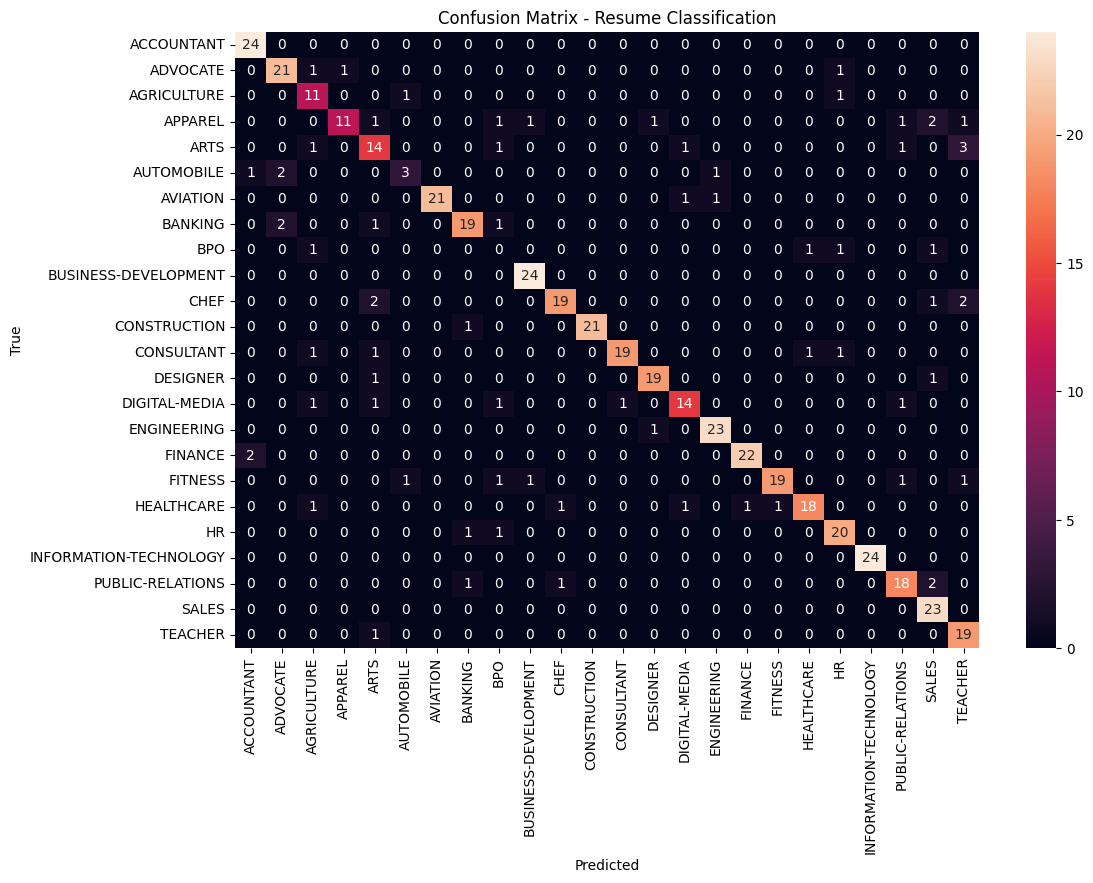 Confusion Matrix - Resume Classification
ACCOUNTANT 24 0 0 0 0 0 0 0 0 0 0 0 0 0 0 0 0 0 0 0 0 0 0 0
ADVOCATE 0 21 1 1 0 0 0 0 0 0 0 0 0 0 0 0 0 0 0 1 0 0 0 0
AGRICULTURE 0 0 11 0 0 1 0 0 0 0 0 0 0 0 0 0 0 0 0 1 0 0 0 0
APPAREL 0 0 0 11 1 0 0 0 1 1 0 0 0 1 0 0 0 0 0 0 0 1 2 1
ARTS 0 0 1 0 14 0 0 0 1 0 0 0 0 0 1 0 0 0 0 0 0 1 0 3
AUTOMOBILE 1 2 0 0 0 3 0 0 0 0 0 0 0 0 0 1 0 0 0 0 0 0 0 0
AVIATION 0 0 0 0 0 0 21 0 0 0 0 0 0 0 1 1 0 0 0 0 0 0 0 0
BANKING 0 2 0 0 1 0 0 19 1 0 0 0 0 0 0 0 0 0 0 0 0 0 0 0
BPO 0 0 1 0 0 0 0 0 0 0 0 0 0 0 0 0 0 0 1 1 0 0 1 0
BUSINESS-DEVELOPMENT 0 0 0 0 0 0 0 0 0 24 0 0 0 0 0 0 0 0 0 0 0 0 0 0
CHEF 0 0 0 0 2 0 0 0 0 0 19 0 0 0 0 0 0 0 0 0 0 0 1 2
CONSTRUCTION 0 0 0 0 0 0 0 1 0 0 0 21 0 0 0 0 0 0 0 0 0 0 0 0
CONSULTANT 0 0 1 0 1 0 0 0 0 0 0 0 19 0 0 0 0 0 1 1 0 0 0 0
DESIGNER 0 0 0 0 1 0 0 0 0 0 0 0 0 19 0 0 0 0 0 0 0 0 1 0
DIGITAL-MEDIA 0 0 1 0 1 0 0 0 1 0 0 0 1 0 14 0 0 0 0 0 0 1 0 0
ENGINEERING 0 0 0 0 0 0 0 0 0 0 0 0 0 1 0 23 0 0 0 0 0 0 0 0
FINANCE 2 0 0 0 0 0 0 0 0 0 0 0 0 0 0 0 22 0 0 0 0 0 0 0
FITNESS 0 0 0 0 0 1 0 0 1 1 0 0 0 0 0 0 0 19 0 0 0 1 0 1
HEALTHCARE 0 0 1 0 0 0 0 0 0 0 1 0 0 0 1 0 1 1 18 0 0 0 0 0
HR 0 0 0 0 0 0 0 1 1 0 0 0 0 0 0 0 0 0 0 20 0 0 0 0
INFORMATION-TECHNOLOGY 0 0 0 0 0 0 0 0 0 0 0 0 0 0 0 0 0 0 0 0 24 0 0 0
PUBLIC-RELATIONS 0 0 0 0 0 0 0 1 0 0 1 0 0 0 0 0 0 0 0 0 0 18 2 0
SALES 0 0 0 0 0 0 0 0 0 0 0 0 0 0 0 0 0 0 0 0 0 0 23 0
TEACHER 0 0 0 0 1 0 0 0 0 0 0 0 0 0 0 0 0 0 0 0 0 0 0 19
True
ACCOUNTANT
ADVOCATE
AGRICULTURE
APPAREL
ARTS
AUTOMOBILE
AVIATION
BANKING
BPO
BUSINESS-DEVELOPMENT
CHEF
CONSTRUCTION
CONSULTANT
DESIGNER
DIGITAL-MEDIA
ENGINEERING
FINANCE
FITNESS
HEALTHCARE
HR
INFORMATION-TECHNOLOGY
PUBLIC-RELATIONS
SALES
TEACHER
Predicted
20
15
10
5
0